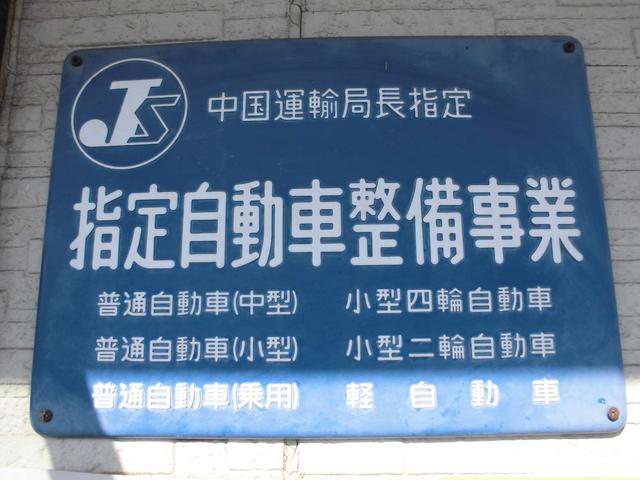 JS
中国運輸局長指定
指定自動車整備事業
普通自動車(中型) 小型四輪自動車
普通自動車(小型) 小型二輪自動車
普通自動車(乗用) 軽自動車